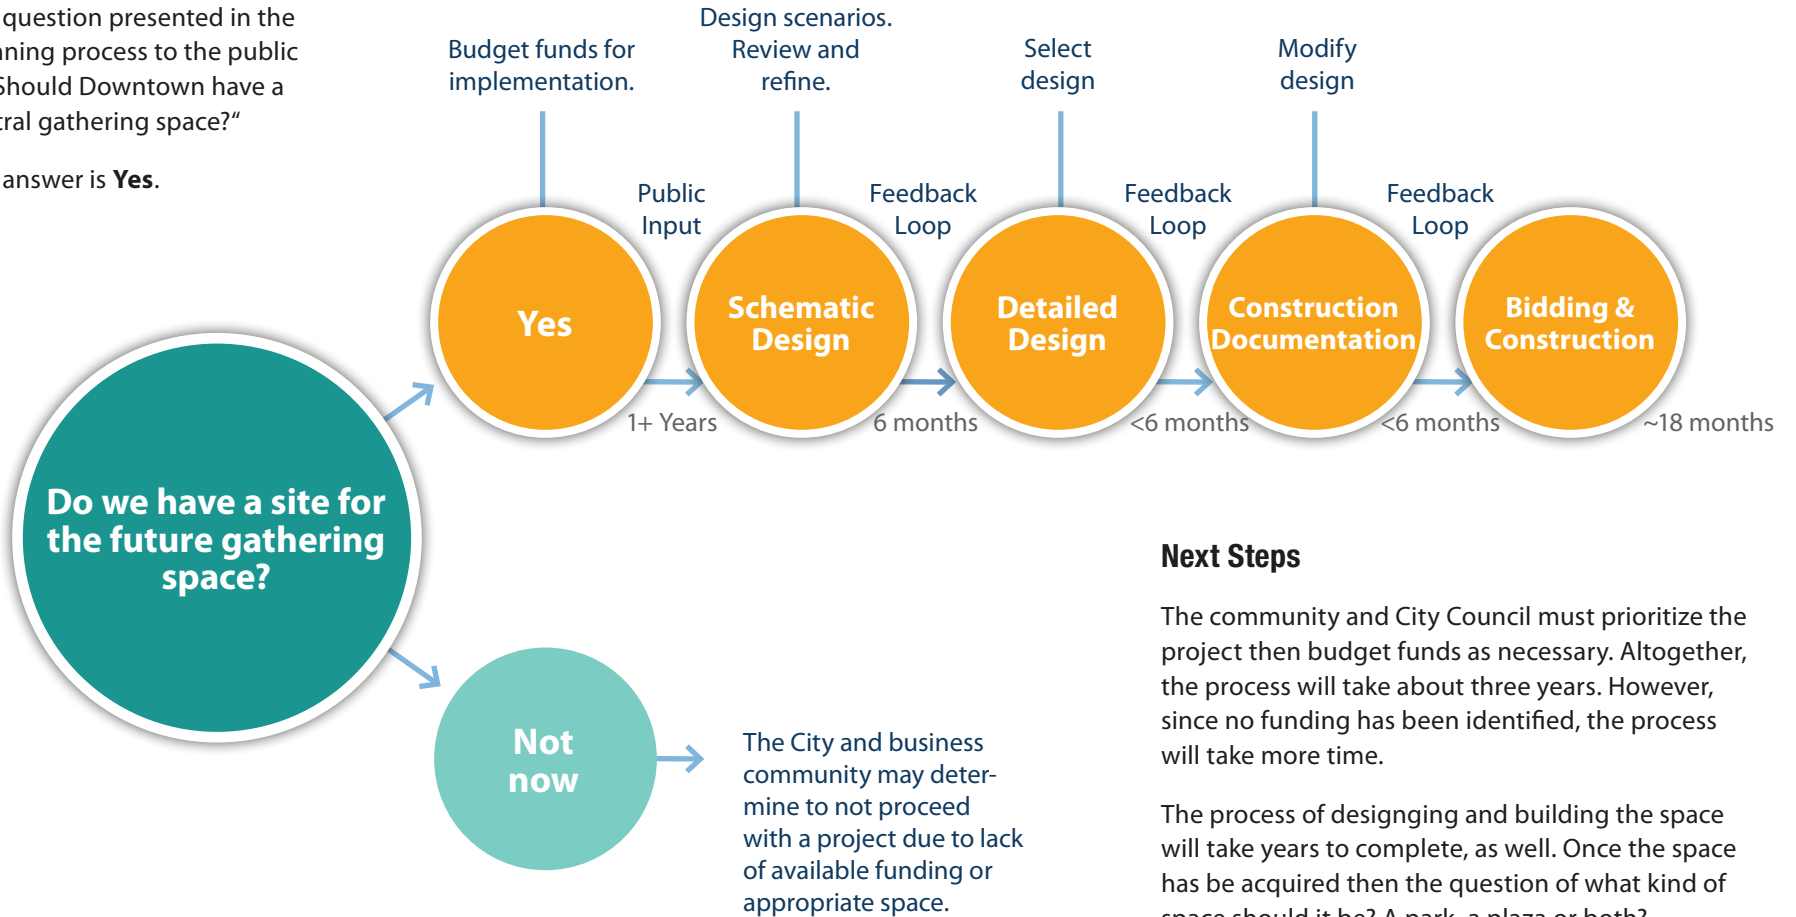 question presented in the
process to the public
Should Downtown have a
gathering space?“
answer is Yes.
Budget funds for
implementation.
Design scenarios.
Review and
refine.
Select
design
Modify
design
Public
Input
Feedback
Loop
Feedback
Loop
Feedback
Loop
Yes
Schematic
Design
Detailed
Design
Construction
Documentation
Bidding &
Construction
1+ Years
6 months
<6 months
<6 months
~18 months
Do we have a site for
the future gathering
space?
Not
now
The City and business
community may deter-
mine to not proceed
with a project due to lack
of available funding or
appropriate space.
Next Steps
The community and City Council must prioritize the
project then budget funds as necessary. Altogether,
the process will take about three years. However,
since no funding has been identified, the process
will take more time.
The process of designging and building the space
will take years to complete, as well. Once the space
has be acquired then the question of what kind of
space should it be? A park, a plaza or both?